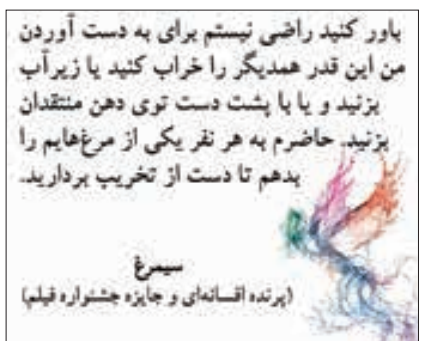 باور کنید راضی نیستم برای به دست آوردن
من این قدر همدیگر را خراب کنید یا زیرآب
بزنید و یا با پشت دست توی دهن منتقدان
بزنید. حاضرم به هر نفر یکی از مرغ‌هایم را
بدهم تا دست از تخریب بردارید.
سیمرغ
(پرنده افسانه‌ای و جایزه جشنواره فیلم)